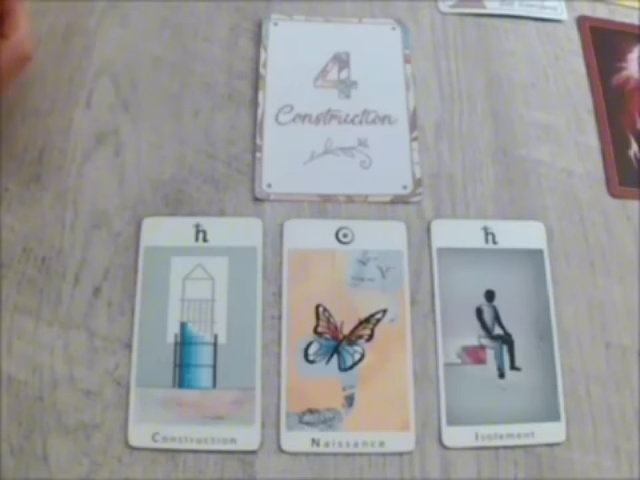 4
Construction
Construction
Naissance
Isolement